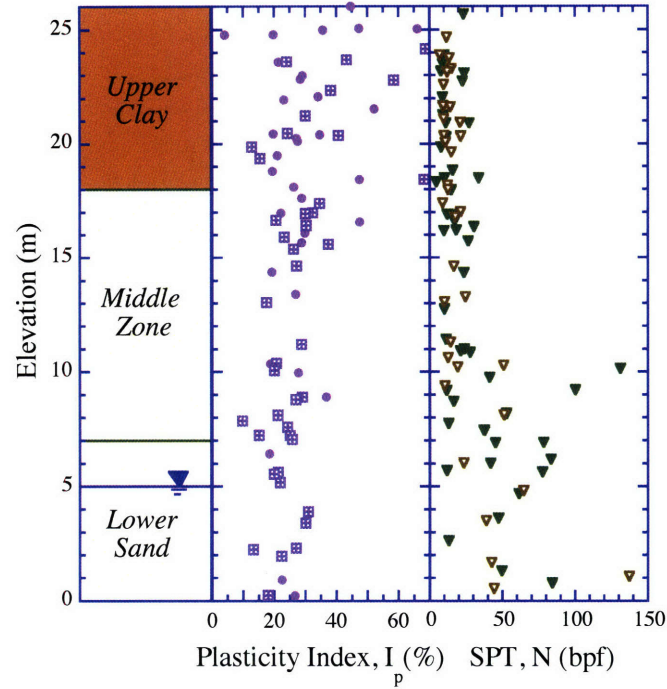 25
20
15
10
5
0
Elevation (m)
Upper
Clay
Middle
Zone
Lower
Sand
0 20 40 60 0 50 100 150
Plasticity Index, Ip (%) SPT, N (bpf)